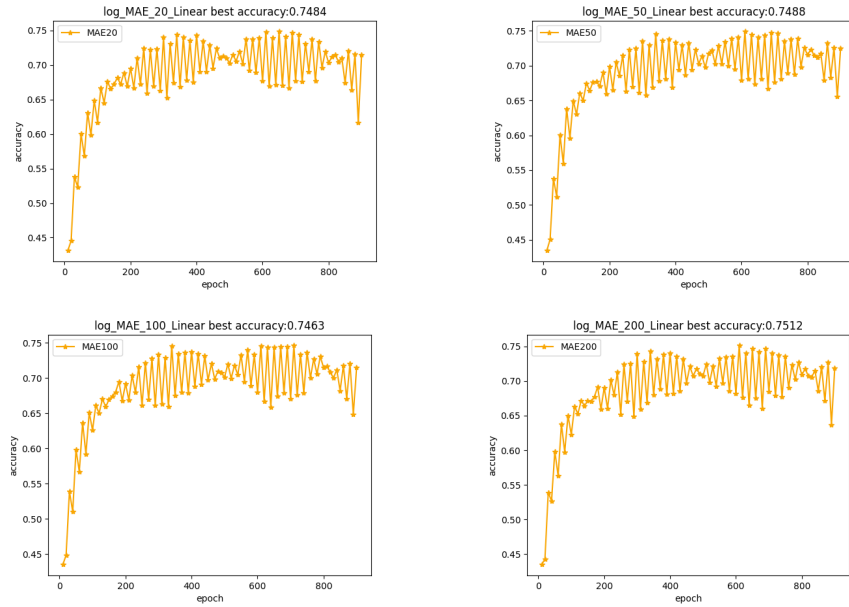 log_MAE_20_Linear best accuracy:0.7484
MAE20
0.75
0.70
0.65
0.60
0.55
0.50
0.45
accuracy
0 200 400 600 800
epoch
log_MAE_50_Linear best accuracy:0.7488
MAE50
0.75
0.70
0.65
0.60
0.55
0.50
0.45
accuracy
0 200 400 600 800
epoch
log_MAE_100_Linear best accuracy:0.7463
MAE100
0.75
0.70
0.65
0.60
0.55
0.50
0.45
accuracy
0 200 400 600 800
epoch
log_MAE_200_Linear best accuracy:0.7512
MAE200
0.75
0.70
0.65
0.60
0.55
0.50
0.45
accuracy
0 200 400 600 800
epoch